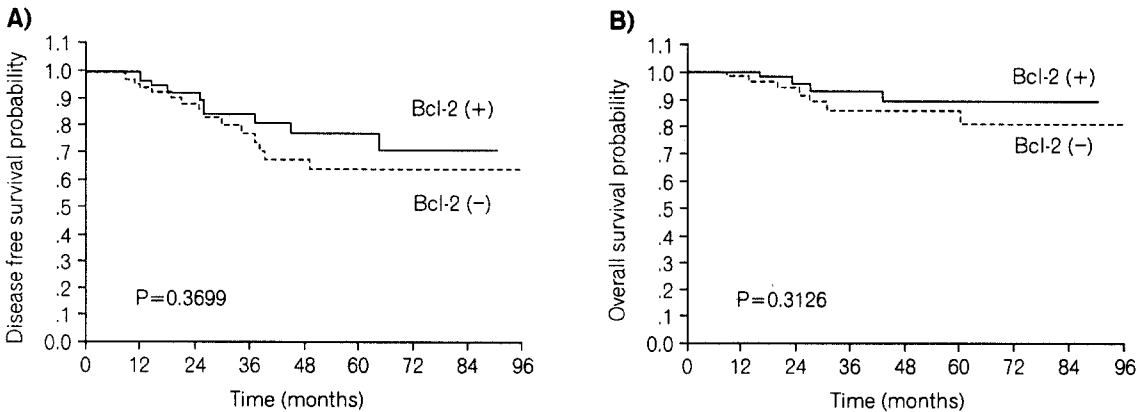 A)
Disease free survival probability
1.1
1.0
.9
.8
.7
.6
.5
.4
.3
.2
.1
0.0
Bcl-2 (+)
Bcl-2 (−)
P=0.3699
0 12 24 36 48 60 72 84 96
Time (months)
B)
Overall survival probability
1.1
1.0
.9
.8
.7
.6
.5
.4
.3
.2
.1
0.0
Bcl-2 (+)
Bcl-2 (−)
P=0.3126
0 12 24 36 48 60 72 84 96
Time (months)